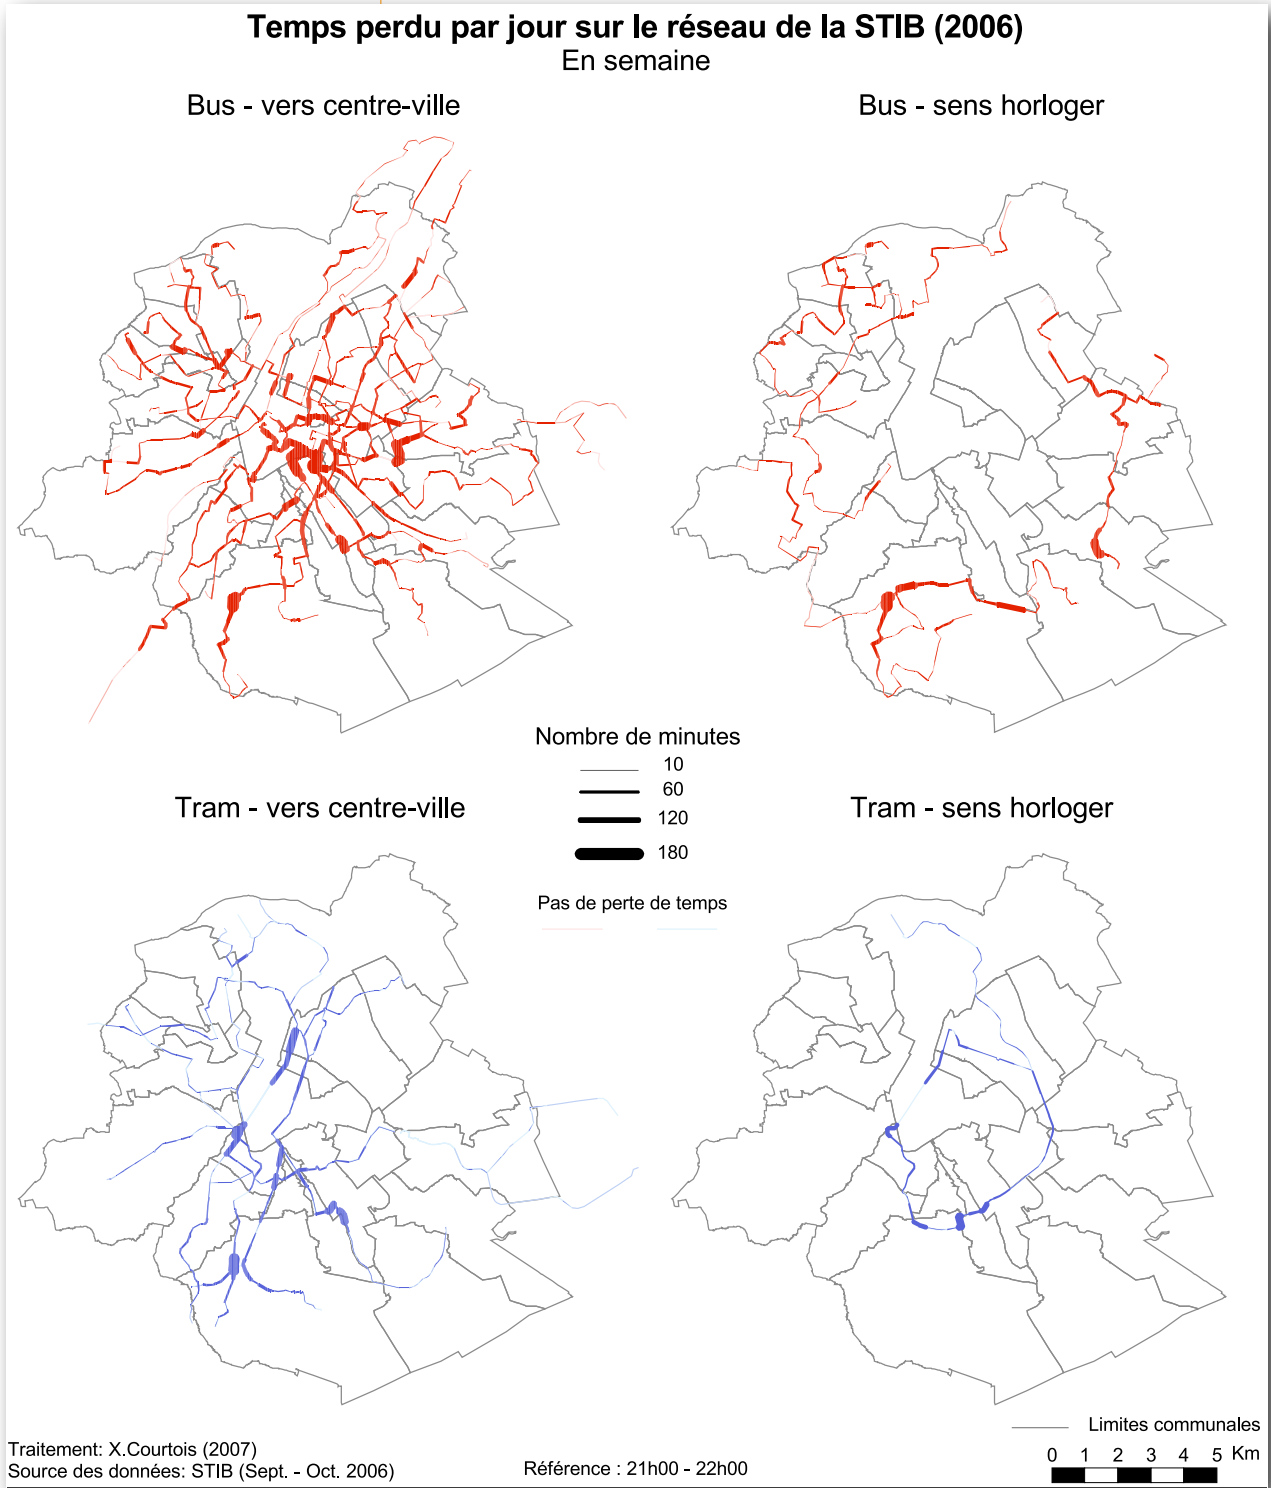 Temps perdu par jour sur le réseau de la STIB (2006)
En semaine
Bus - vers centre-ville
Bus - sens horloger
Nombre de minutes
10
60
120
180
Pas de perte de temps
Tram - vers centre-ville
Tram - sens horloger
Limites communales
0 1 2 3 4 5 Km
Traitement: X.Courtois (2007)
Source des données: STIB (Sept. - Oct. 2006)
Référence : 21h00 - 22h00